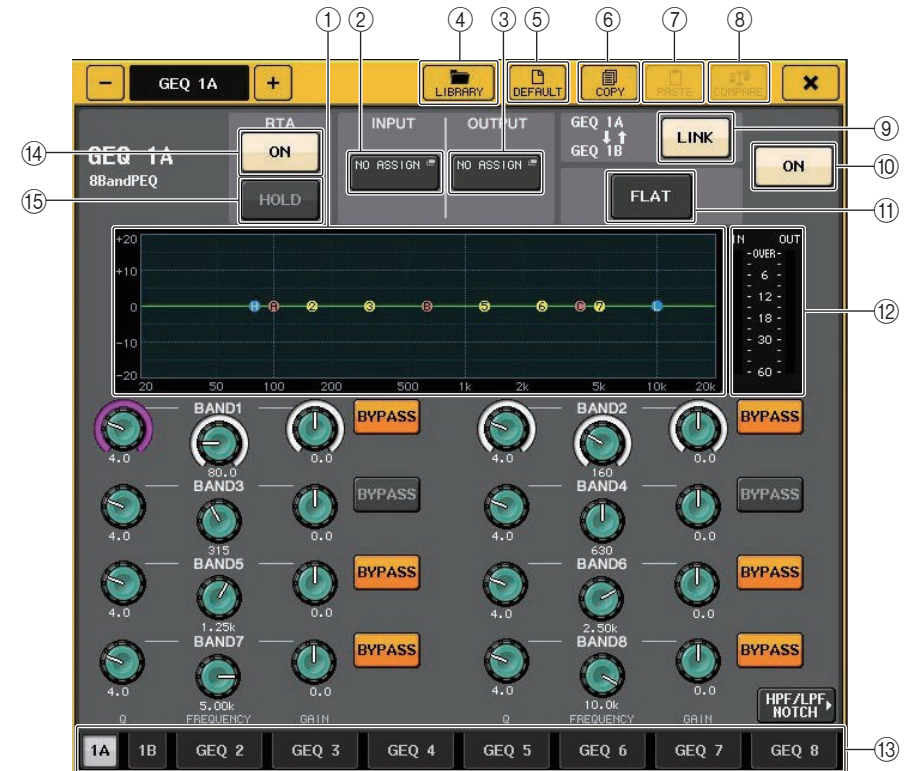 ① ② ④ ③ ⑤ ⑥ ⑦ ⑧
− GEQ 1A + LIBRARY DEFAULT COPY PASTE COMPARE ×
GEQ 1A
8BandPEQ
RTA
ON
HOLD
INPUT OUTPUT
NO ASSIGN NO ASSIGN
GEQ 1A
↓↑
GEQ 1B
LINK
FLAT
ON
⑨
⑩
⑪
⑭
⑮
+20
+10
0
−10
−20
20 50 100 200 500 1k 2k 5k 10k 20k
H A 2 3 B 5 6 C 7 L
IN OUT
-OVER-
- 6 -
- 12 -
- 18 -
- 30 -
- 60 -
⑫
BAND1 BYPASS BAND2 BYPASS
4.0 80.0 0.0 4.0 160 0.0
BAND3 BYPASS BAND4 BYPASS
4.0 315 0.0 4.0 630 0.0
BAND5 BYPASS BAND6 BYPASS
4.0 1.25k 0.0 4.0 2.50k 0.0
BAND7 BYPASS BAND8 BYPASS
4.0 5.00k 0.0 4.0 10.0k 0.0
Q FREQUENCY GAIN Q FREQUENCY GAIN
HPF/LPF
NOTCH
1A 1B GEQ 2 GEQ 3 GEQ 4 GEQ 5 GEQ 6 GEQ 7 GEQ 8 ⑬